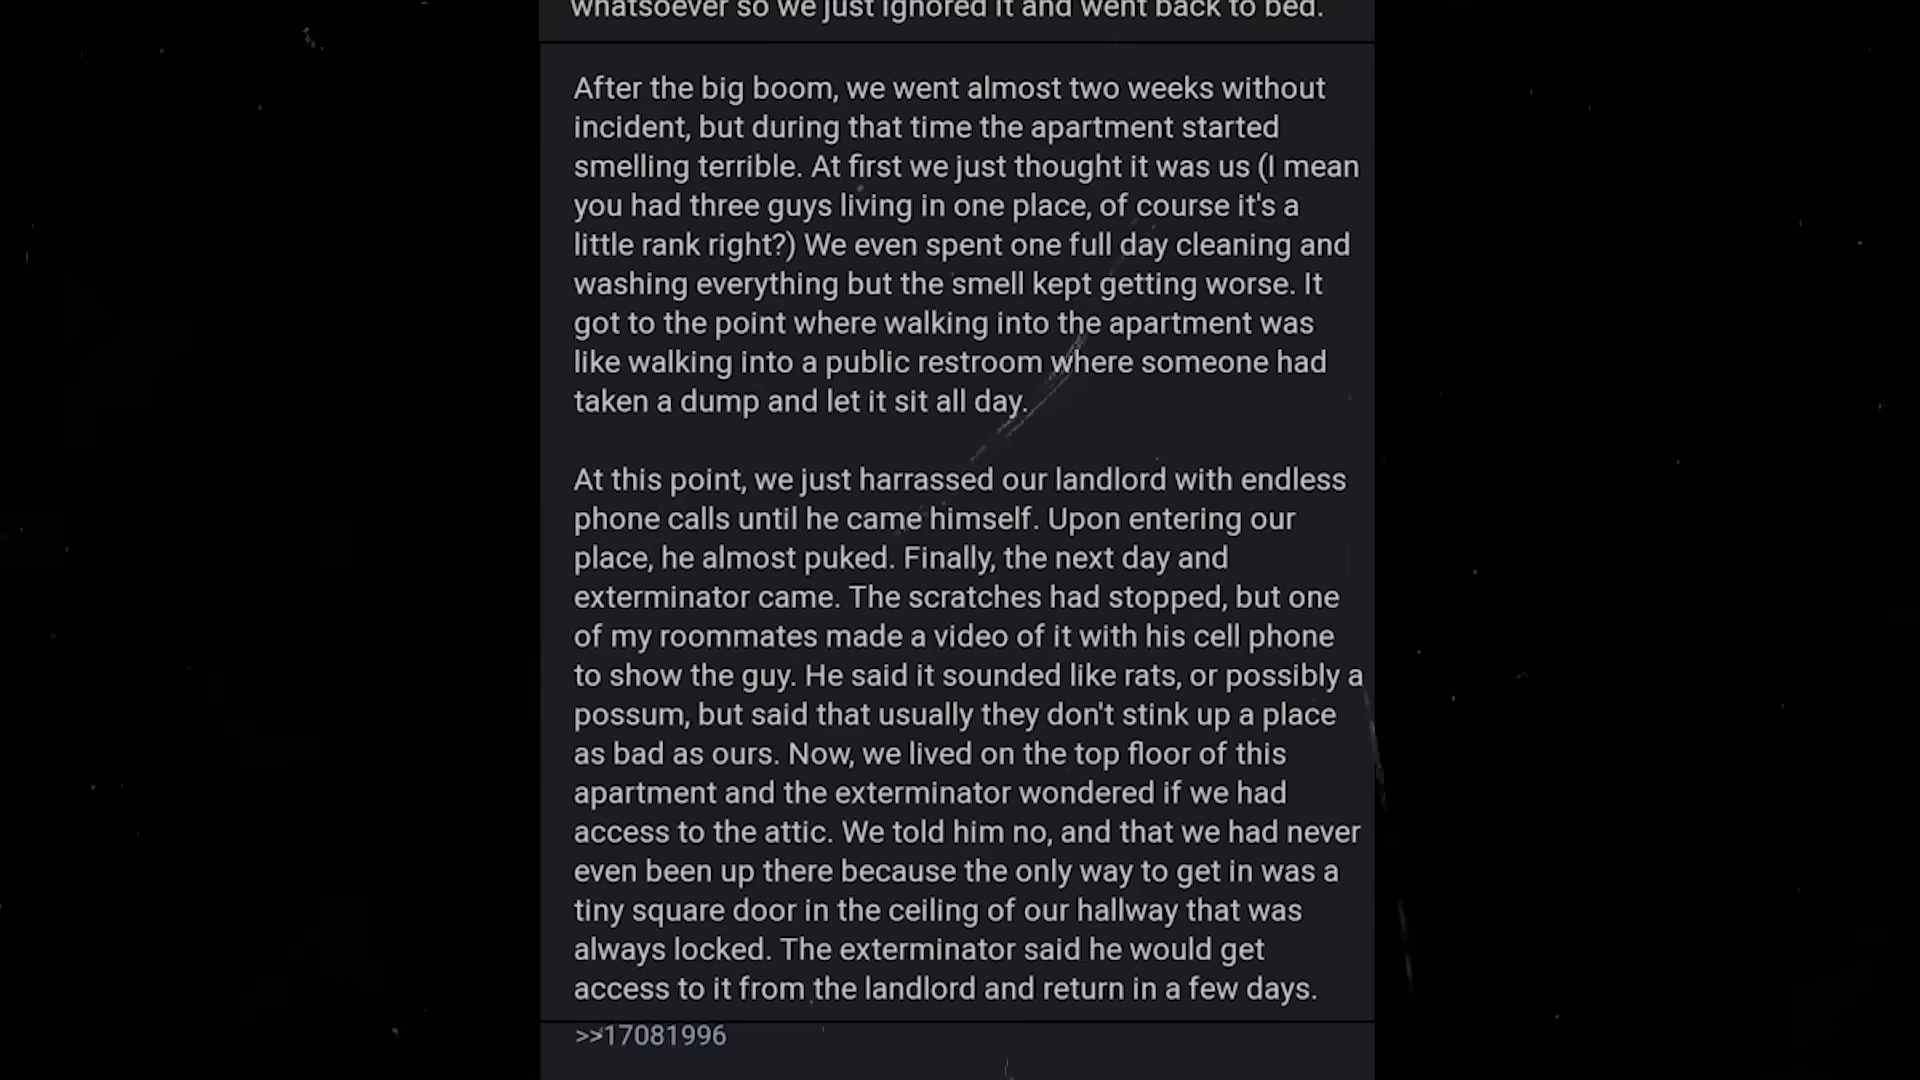 whatsoever so we just ignored it and went back to bed.
After the big boom, we went almost two weeks without
incident, but during that time the apartment started
smelling terrible. At first we just thought it was us (I mean
you had three guys living in one place, of course it's a
little rank right?) We even spent one full day cleaning and
washing everything but the smell kept getting worse. It
got to the point where walking into the apartment was
like walking into a public restroom where someone had
taken a dump and let it sit all day.
At this point, we just harrassed our landlord with endless
phone calls until he came himself. Upon entering our
place, he almost puked. Finally, the next day and
exterminator came. The scratches had stopped, but one
of my roommates made a video of it with his cell phone
to show the guy. He said it sounded like rats, or possibly a
possum, but said that usually they don't stink up a place
as bad as ours. Now, we lived on the top floor of this
apartment and the exterminator wondered if we had
access to the attic. We told him no, and that we had never
even been up there because the only way to get in was a
tiny square door in the ceiling of our hallway that was
always locked. The exterminator said he would get
access to it from the landlord and return in a few days.
>>17081996